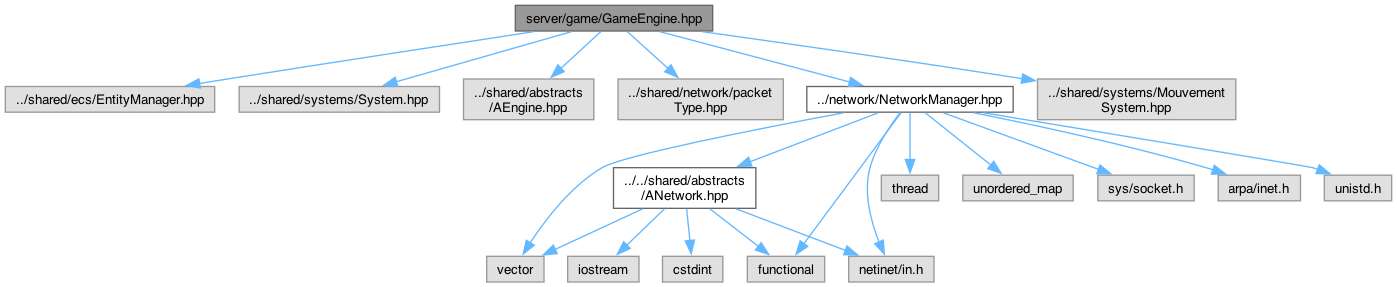 server/game/GameEngine.hpp
../shared/ecs/EntityManager.hpp
../shared/systems/System.hpp
../shared/abstracts
/AEngine.hpp
../shared/network/packet
Type.hpp
../network/NetworkManager.hpp
../shared/systems/Mouvement
System.hpp
../../shared/abstracts
/ANetwork.hpp
thread
unordered_map
sys/socket.h
arpa/inet.h
unistd.h
vector
iostream
cstdint
functional
netinet/in.h